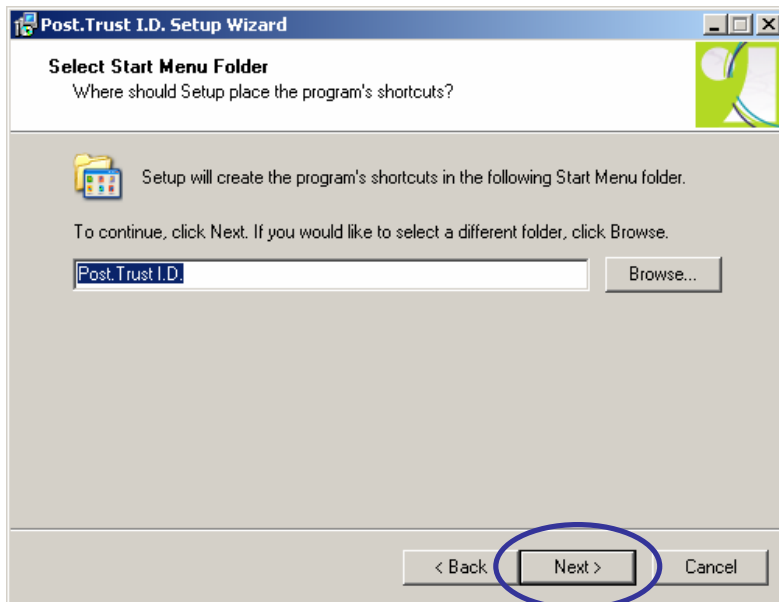 Post.Trust I.D. Setup Wizard
Select Start Menu Folder
Where should Setup place the program's shortcuts?
Setup will create the program's shortcuts in the following Start Menu folder.
To continue, click Next. If you would like to select a different folder, click Browse.
Post.Trust I.D.
Browse...
< Back
Next >
Cancel